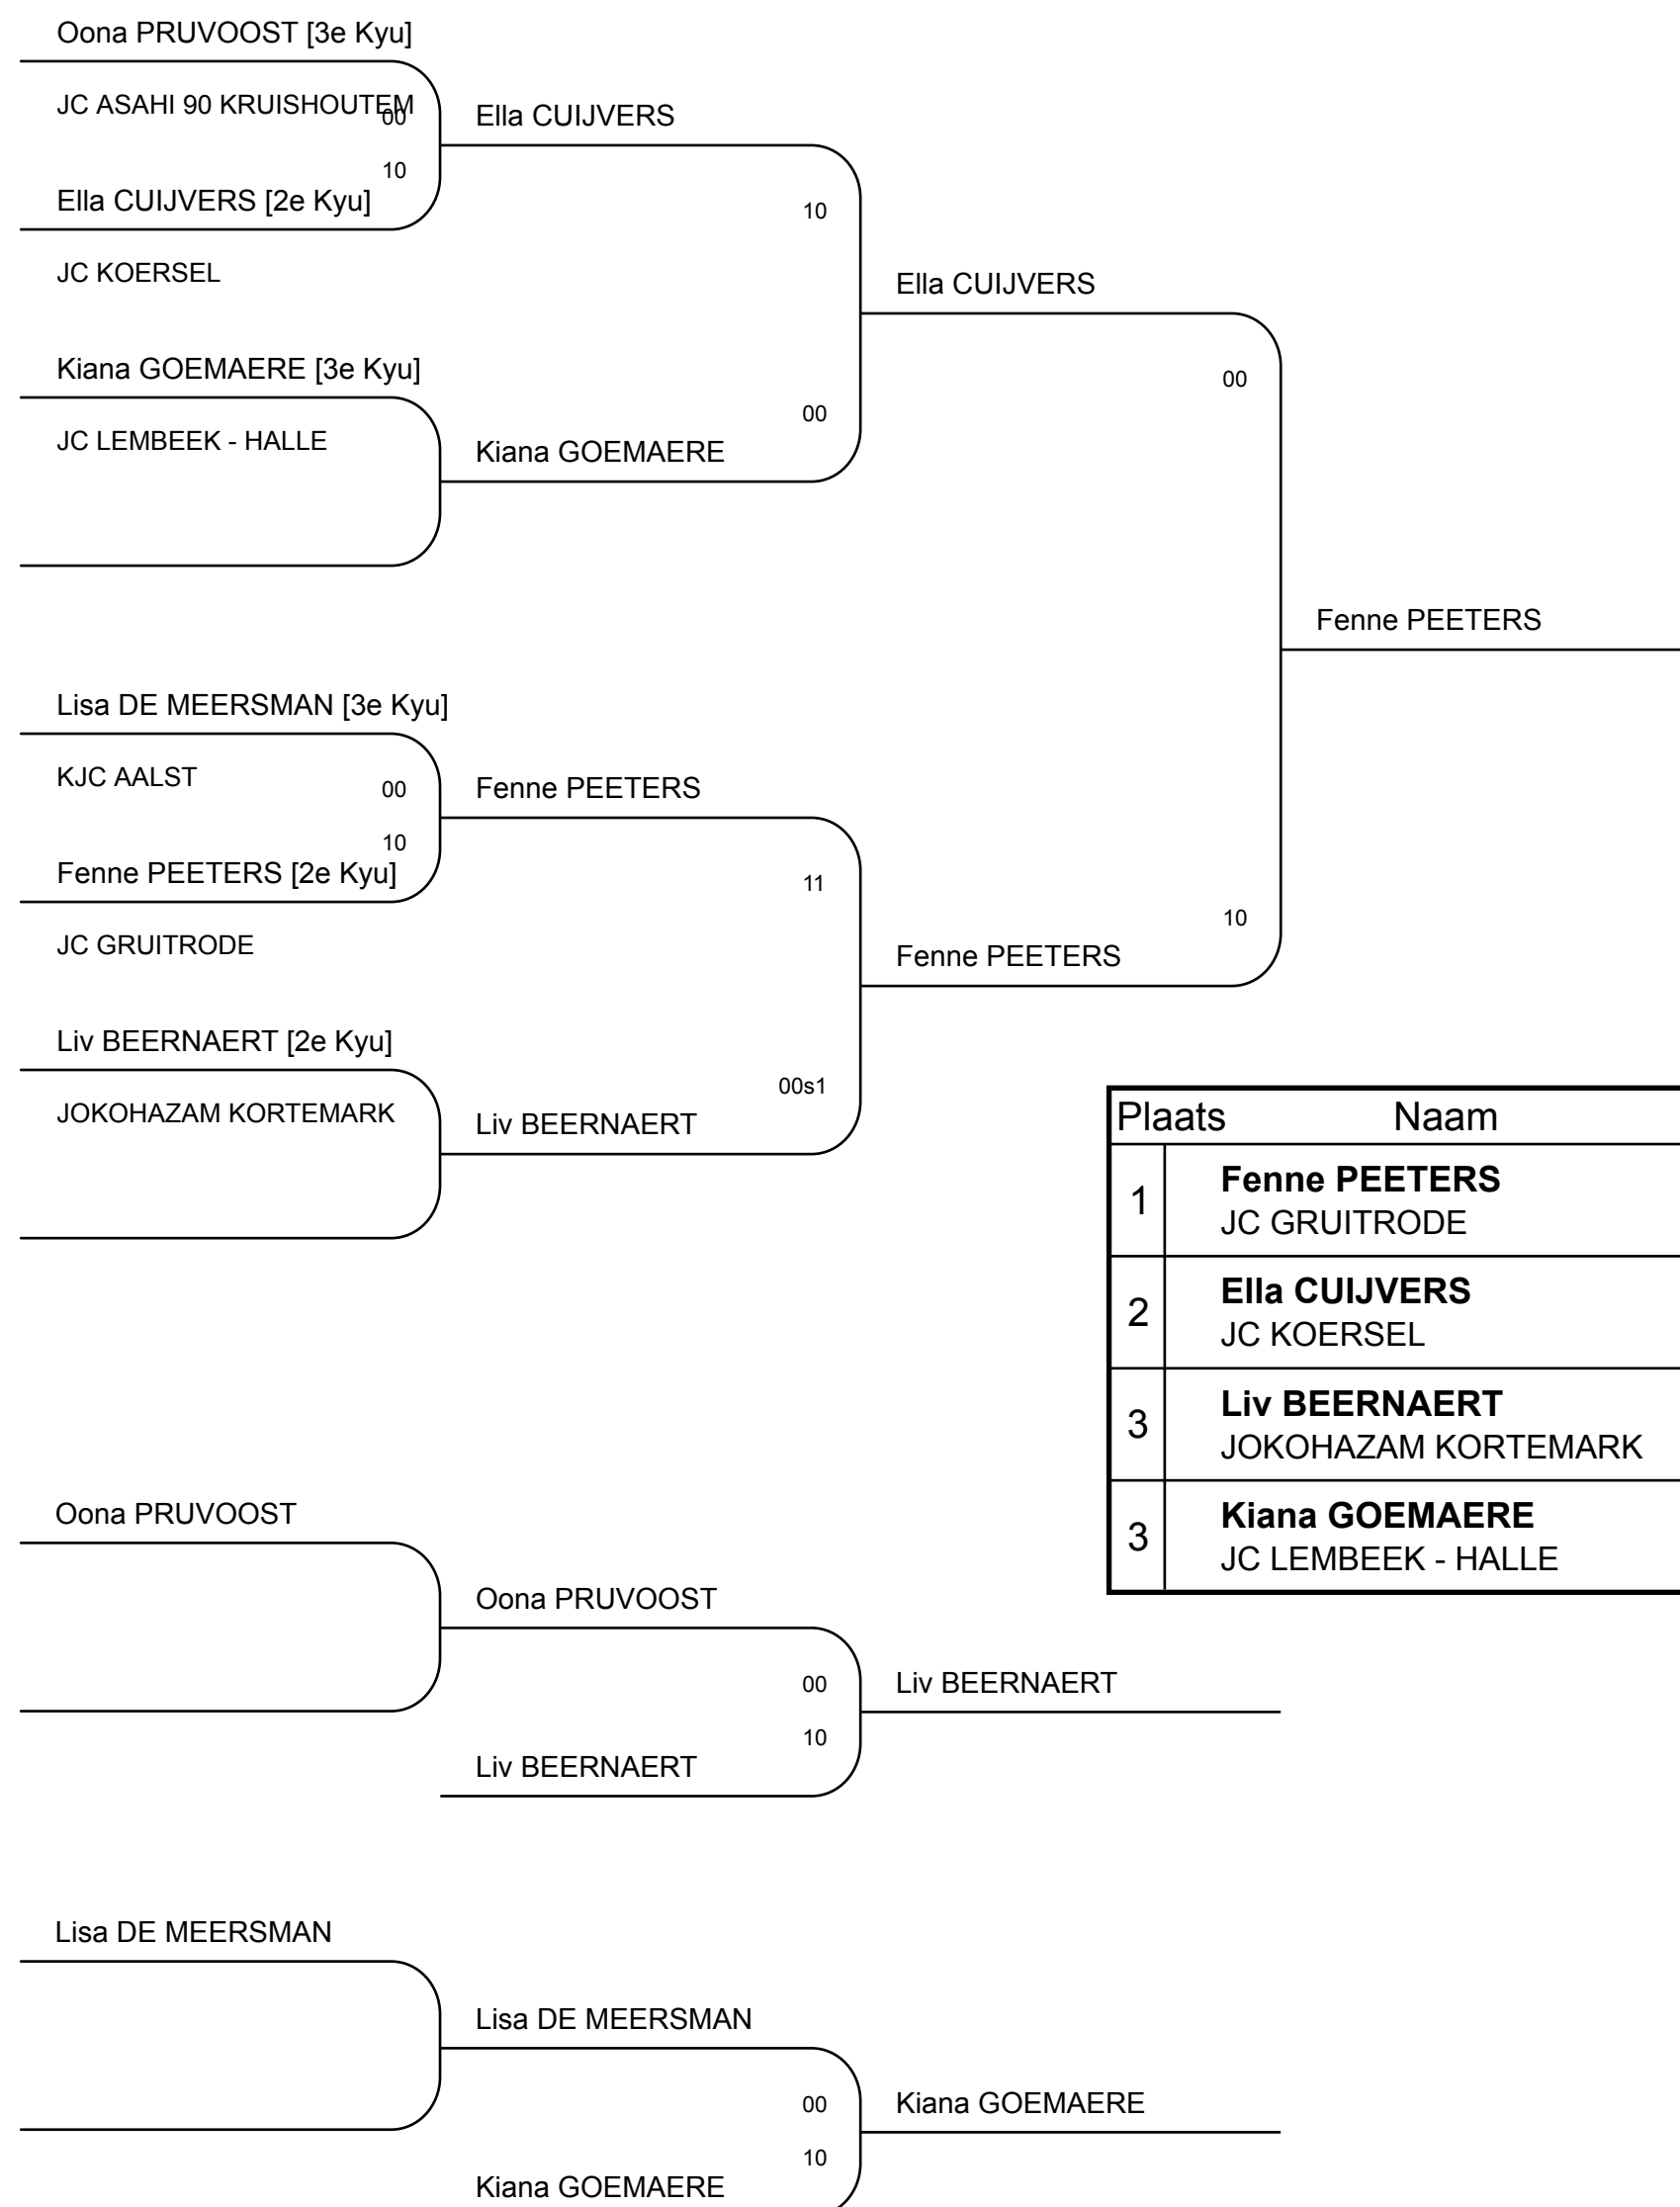 Oona PRUVOOST [3e Kyu]
JC ASAHI 90 KRUISHOUTEM
00
Ella CUIJVERS
10
Ella CUIJVERS [2e Kyu]
10
JC KOERSEL
Ella CUIJVERS
Kiana GOEMAERE [3e Kyu]
00
00
JC LEMBEEK - HALLE
Kiana GOEMAERE
Fenne PEETERS
Lisa DE MEERSMAN [3e Kyu]
KJC AALST
00
Fenne PEETERS
10
Fenne PEETERS [2e Kyu]
11
10
JC GRUITRODE
Fenne PEETERS
Liv BEERNAERT [2e Kyu]
00s1
JOKOHAZAM KORTEMARK
Liv BEERNAERT
Plaats Naam
1 Fenne PEETERS
JC GRUITRODE
2 Ella CUIJVERS
JC KOERSEL
3 Liv BEERNAERT
JOKOHAZAM KORTEMARK
3 Kiana GOEMAERE
JC LEMBEEK - HALLE
Oona PRUVOOST
Oona PRUVOOST
00
Liv BEERNAERT
10
Liv BEERNAERT
Lisa DE MEERSMAN
Lisa DE MEERSMAN
00
Kiana GOEMAERE
10
Kiana GOEMAERE